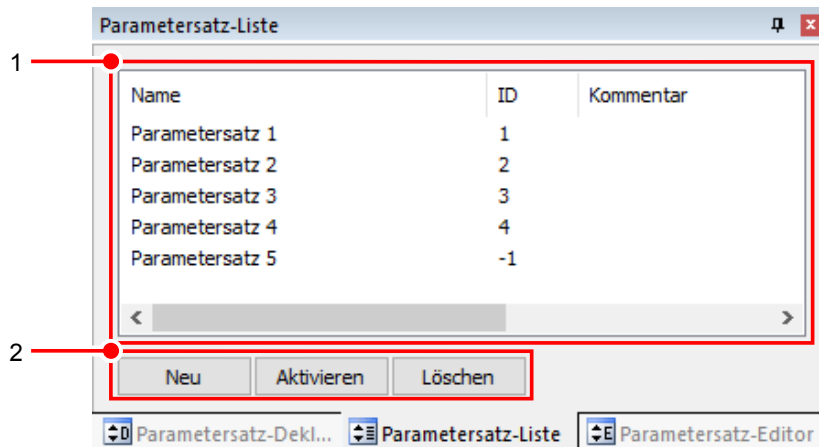 Parametersatz-Liste
1
Name ID Kommentar
Parametersatz 1 1
Parametersatz 2 2
Parametersatz 3 3
Parametersatz 4 4
Parametersatz 5 -1
2
Neu Aktivieren Löschen
D Parametersatz-Dekl... Parametersatz-Liste E Parametersatz-Editor